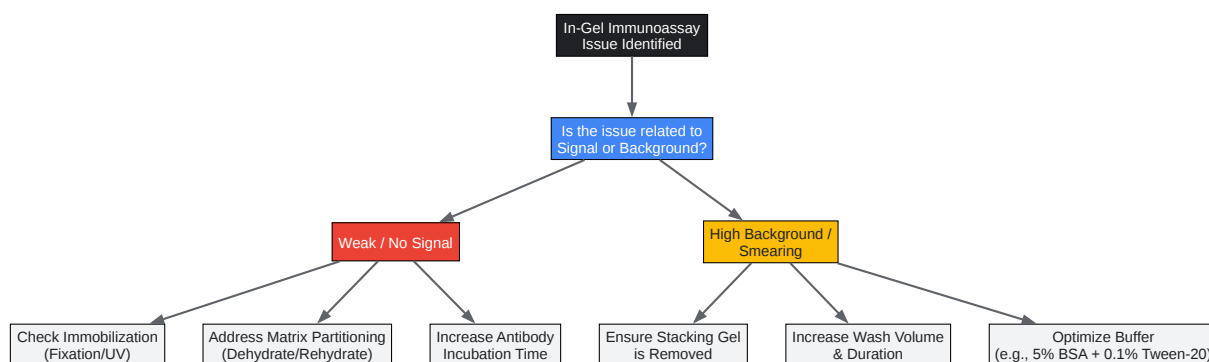 In-Gel Immunoassay
Issue Identified
Is the issue related to
Signal or Background?
Weak / No Signal
High Background /
Smearing
Check Immobilization
(Fixation/UV)
Address Matrix Partitioning
(Dehydrate/Rehydrate)
Increase Antibody
Incubation Time
Ensure Stacking Gel
is Removed
Increase Wash Volume
& Duration
Optimize Buffer
(e.g., 5% BSA + 0.1% Tween-20)